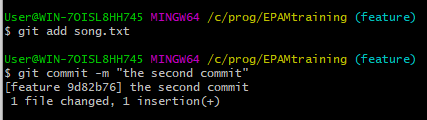 User@WIN-7OISL8HH745 MINGW64 /c/prog/EPAMtraining (feature)
$ git add song.txt
User@WIN-7OISL8HH745 MINGW64 /c/prog/EPAMtraining (feature)
$ git commit -m "the second commit"
[feature 9d82b76] the second commit
1 file changed, 1 insertion(+)